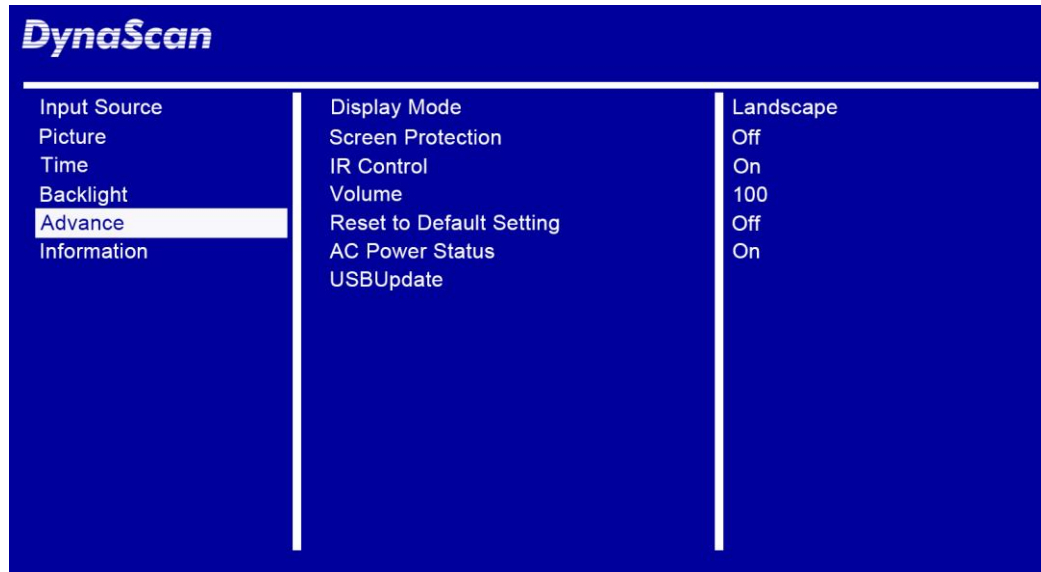 DynaScan
Input Source Display Mode Landscape
Picture Screen Protection Off
Time IR Control On
Backlight Volume 100
Advance Reset to Default Setting Off
Information AC Power Status On
USBUpdate